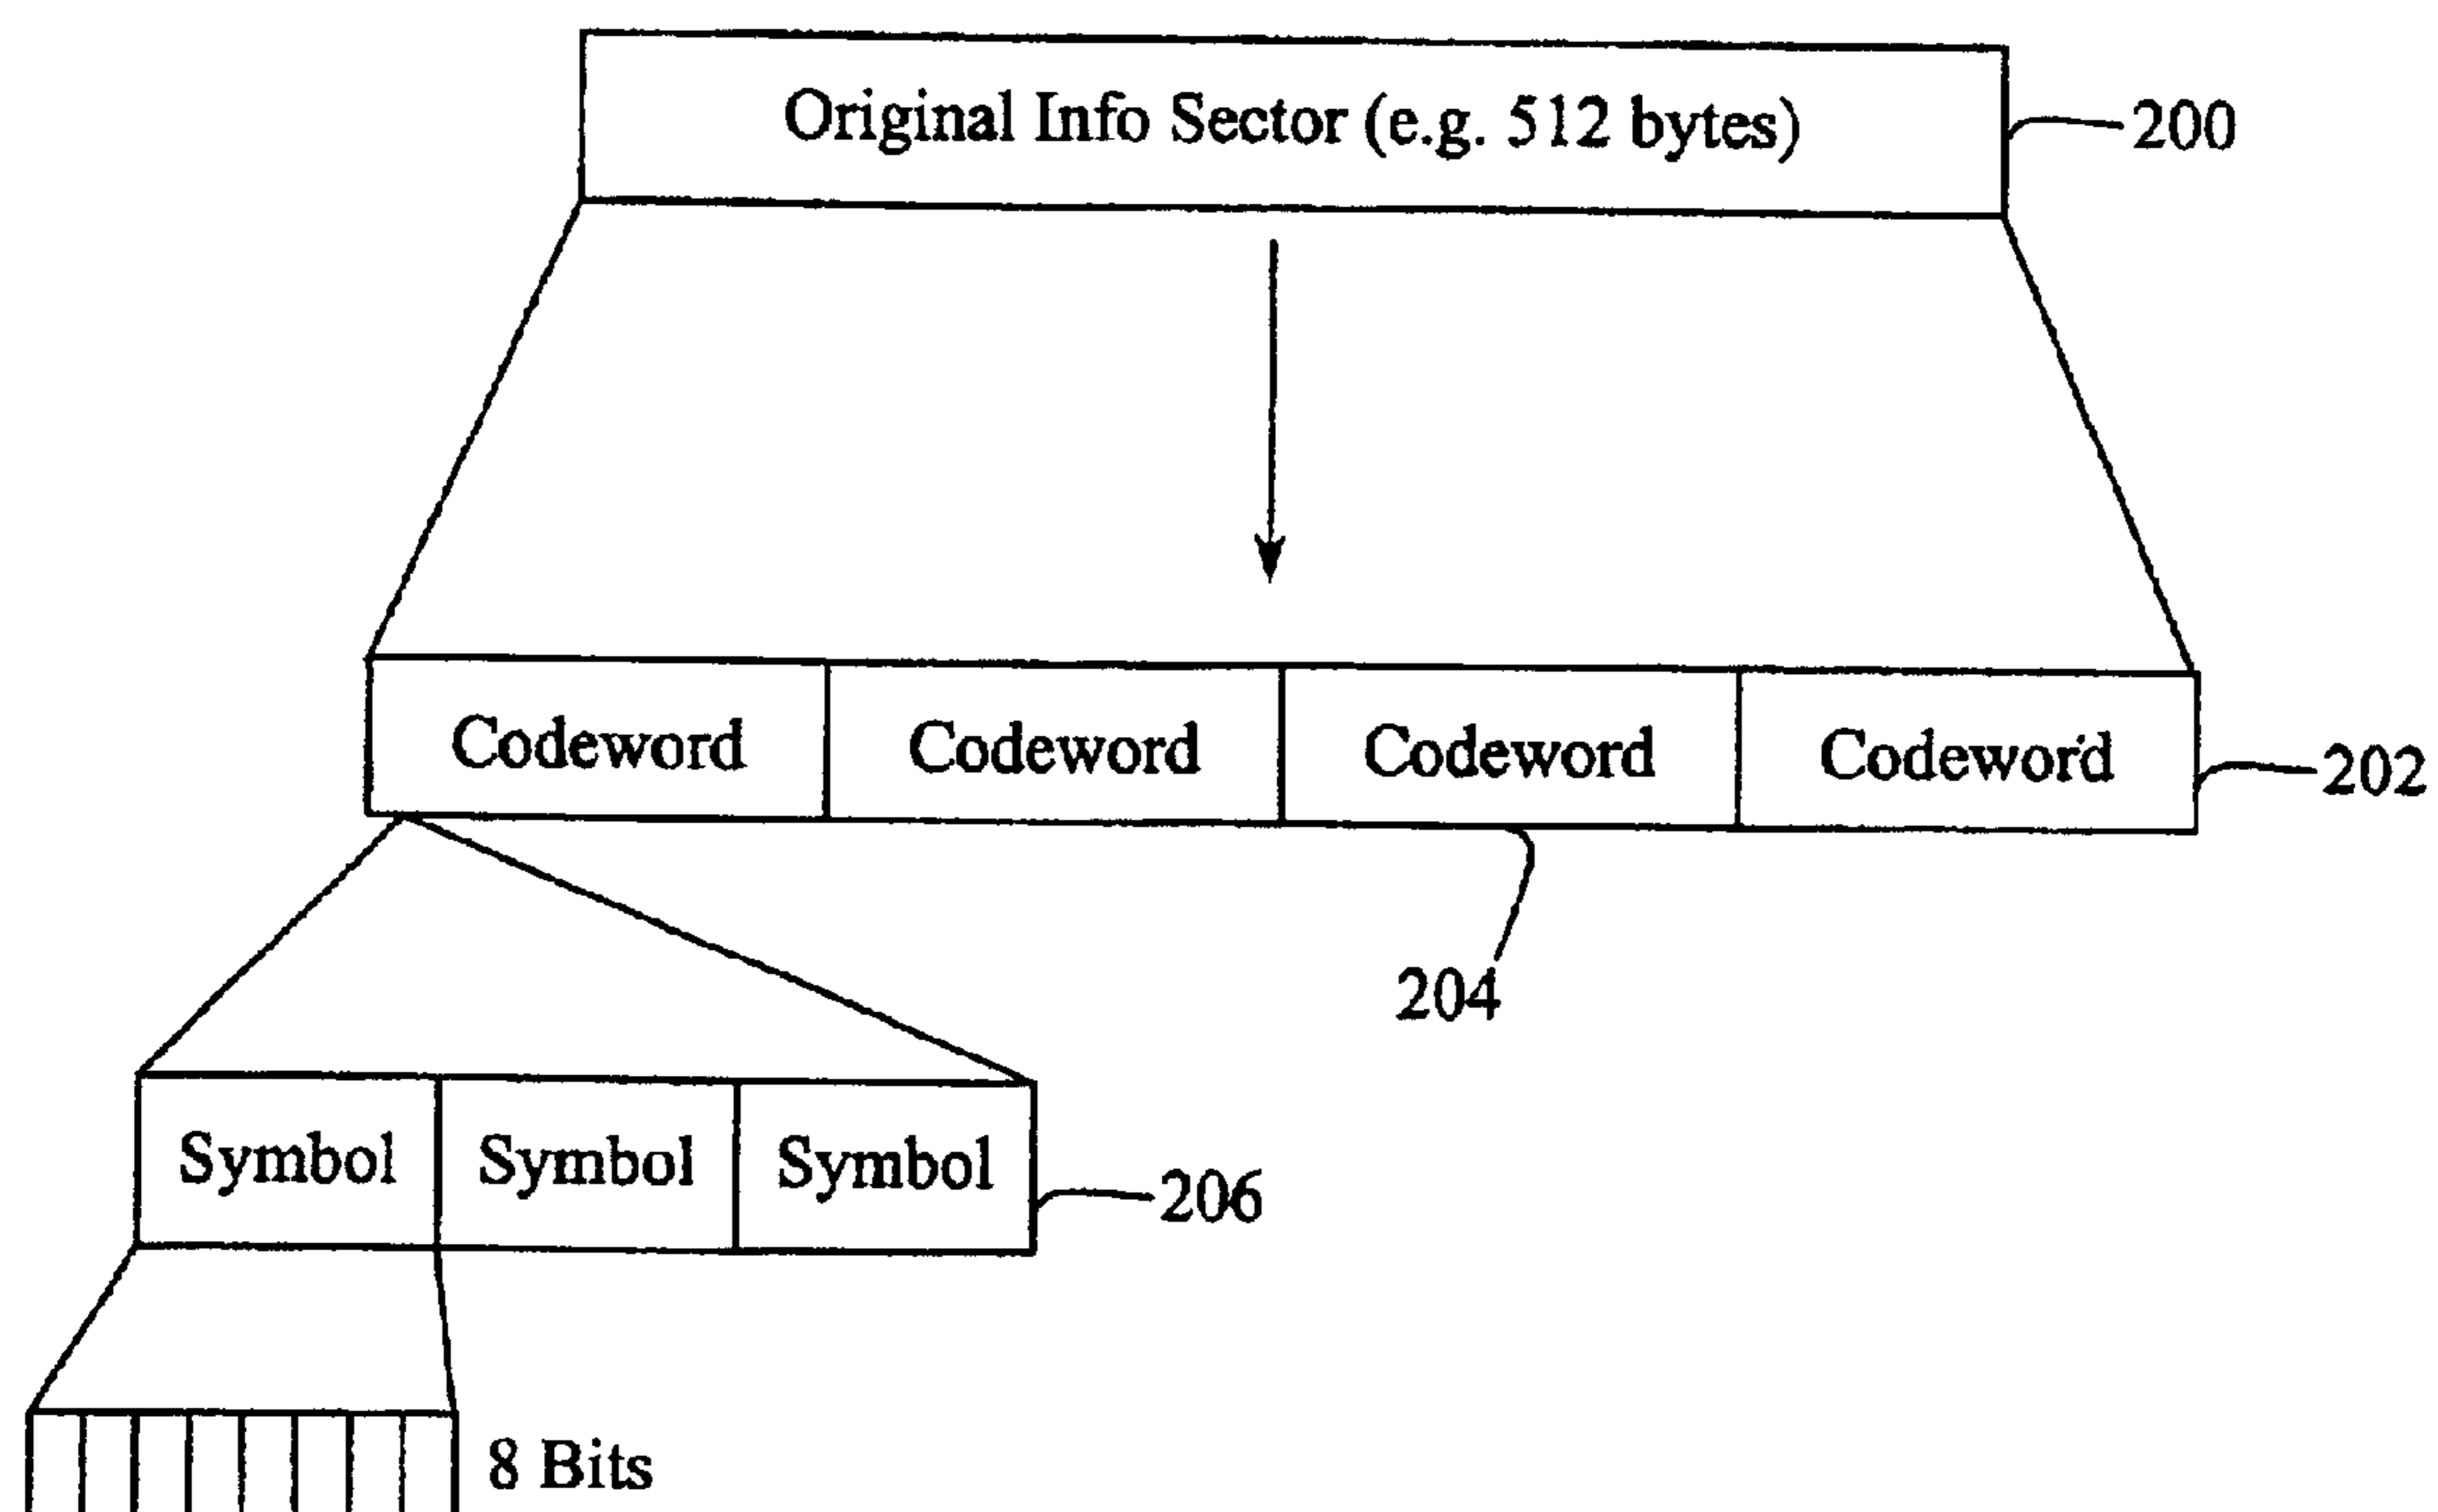 Original Info Sector (e.g. 512 bytes)
200
Codeword Codeword Codeword Codeword
202
204
Symbol Symbol Symbol
206
8 Bits